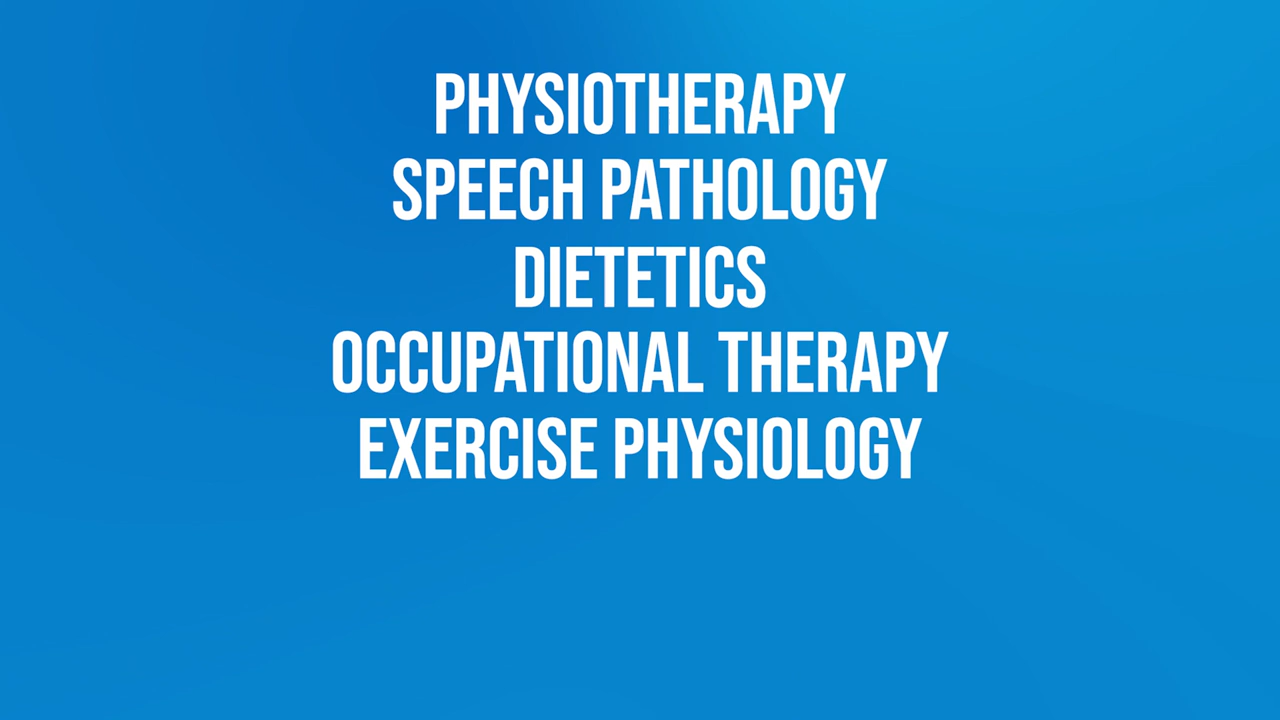 PHYSIOTHERAPY
SPEECH PATHOLOGY
DIETETICS
OCCUPATIONAL THERAPY
EXERCISE PHYSIOLOGY